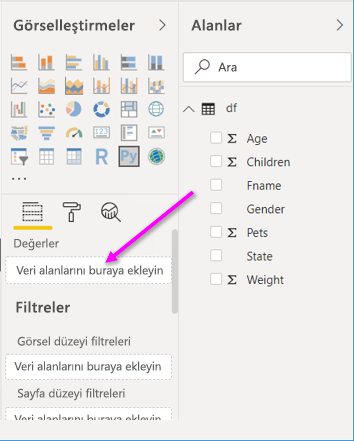 Görselleştirmeler
R
Py
123
...
Değerler
Veri alanlarını buraya ekleyin
Filtreler
Görsel düzeyi filtreleri
Veri alanlarını buraya ekleyin
Sayfa düzeyi filtreleri
Veri alanlarını buraya ekleyin
Alanlar
Ara
df
Σ Age
Σ Children
Fname
Gender
Σ Pets
State
Σ Weight